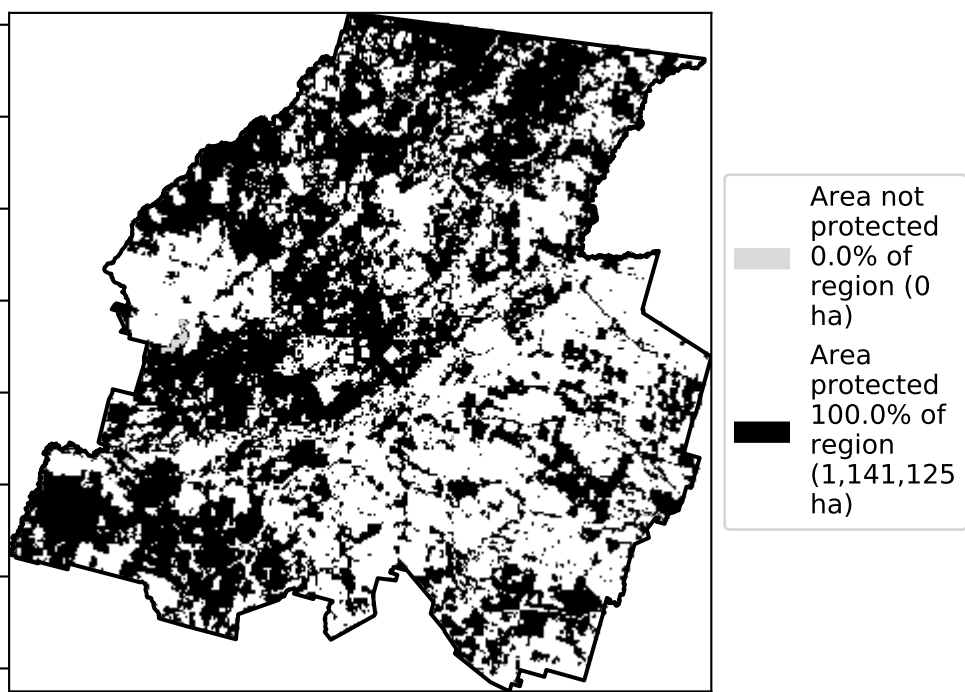 Area not
protected
0.0% of
region (0
ha)
Area
protected
100.0% of
region
(1,141,125
ha)